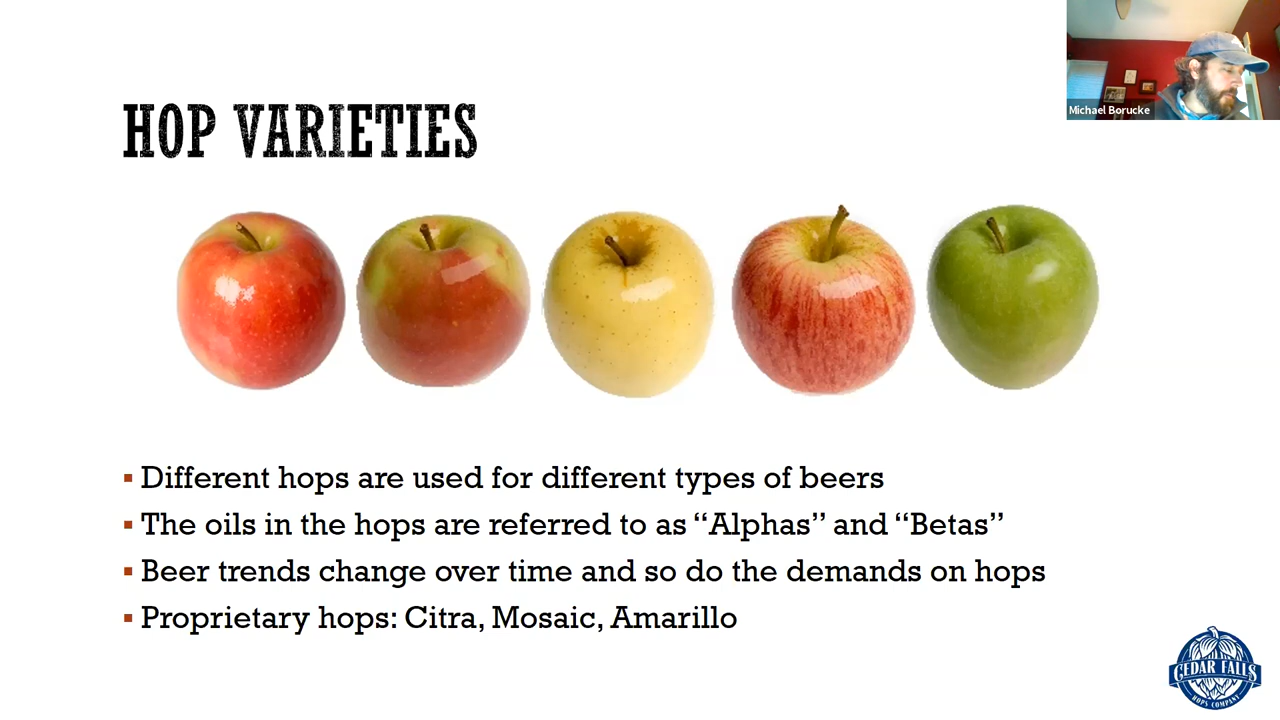 Michael Borucke
HOP VARIETIES
Different hops are used for different types of beers
The oils in the hops are referred to as “Alphas” and “Betas”
Beer trends change over time and so do the demands on hops
Proprietary hops: Citra, Mosaic, Amarillo
CEDAR FALLS
HOPS COMPANY